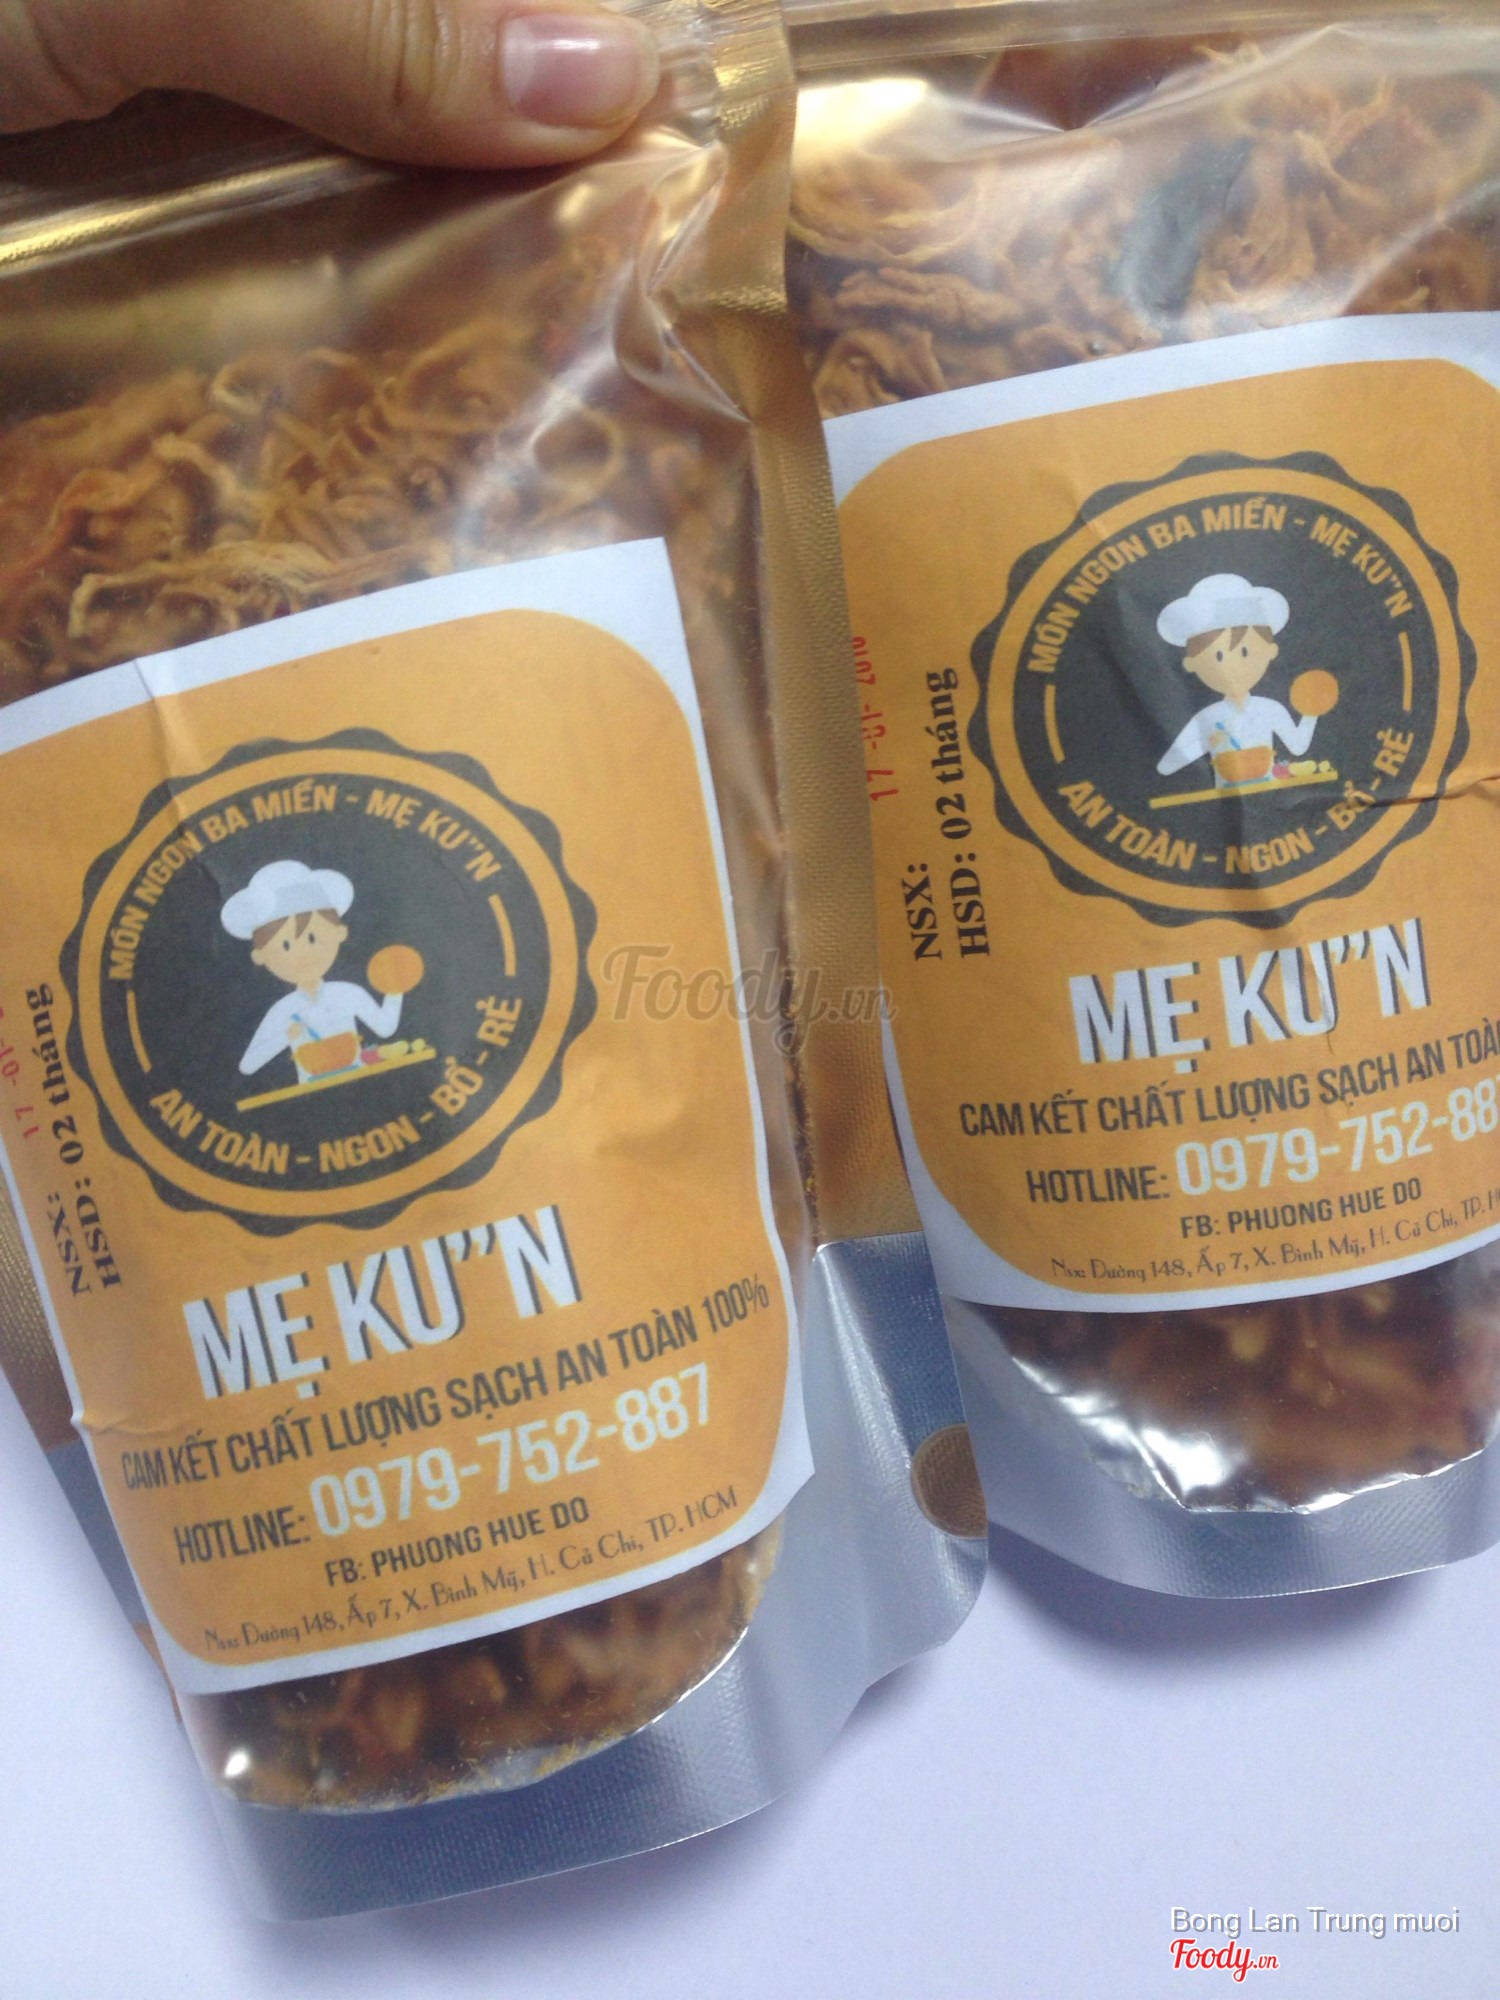 MÓN NGON BA MIỀN - MẸ KU"N
AN TOÀN - NGON - BỔ - RẺ
NSX:
HSD: 02 tháng
MẸ KU"N
CAM KẾT CHẤT LƯỢNG SẠCH AN TOÀN 100%
HOTLINE: 0979-752-887
FB: PHUONG HUE DO
Nsx: Đường 148, Ấp 7, X. Bình Mỹ, H. Củ Chi, TP. HCM
MÓN NGON BA MIỀN - MẸ KU"N
AN TOÀN - NGON - BỔ - RẺ
17-01-
NSX:
HSD: 02 tháng
MẸ KU"N
CAM KẾT CHẤT LƯỢNG SẠCH AN TOÀN
HOTLINE: 0979-752-88
FB: PHUONG HUE DO
Nsx: Đường 148, Ấp 7, X. Bình Mỹ, H. Củ Chi, TP.
Foody.vn
Bong Lan Trung muoi
Foody.vn